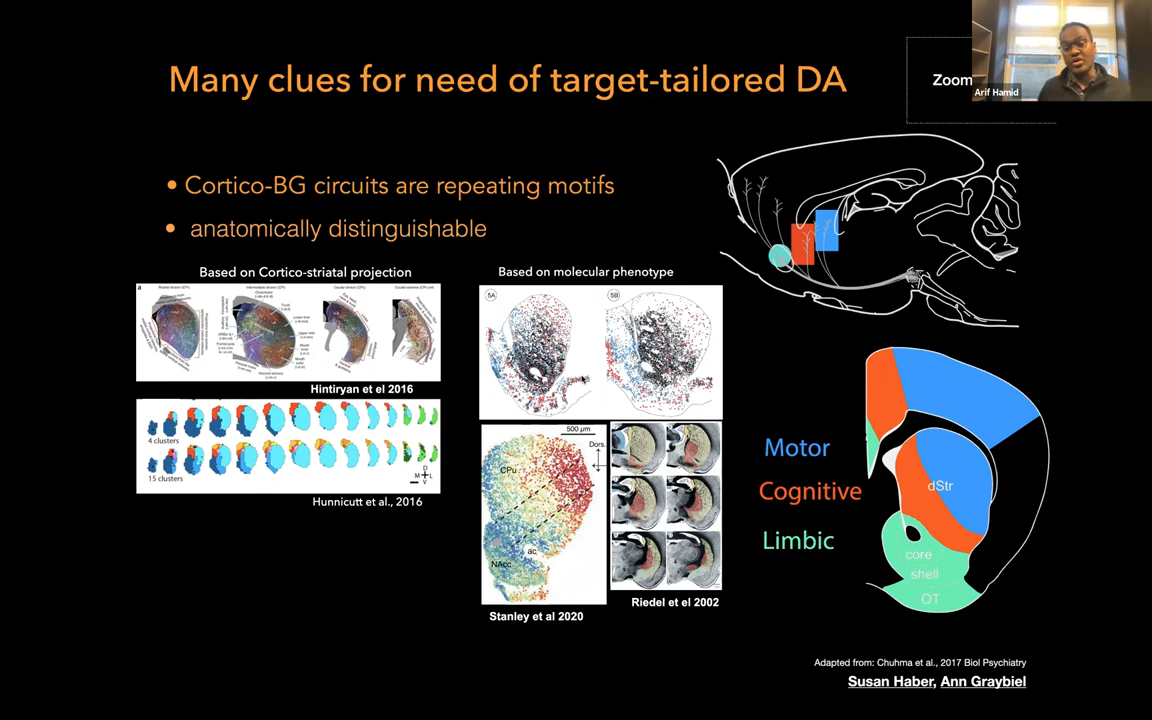 Many clues for need of target-tailored DA
Zoom
Arif Hamid
• Cortico-BG circuits are repeating motifs
• anatomically distinguishable
Based on Cortico-striatal projection
a
Hintiryan et el 2016
4 clusters
15 clusters
D
M L
V
Hunnicutt et al., 2016
Based on molecular phenotype
5A
5B
500 µm
Dors.
CPu
ac
NAcc
Stanley et al 2020
Riedel et el 2002
Motor
Cognitive
Limbic
dStr
core
shell
OT
Adapted from: Chuhma et al., 2017 Biol Psychiatry
Susan Haber, Ann Graybiel